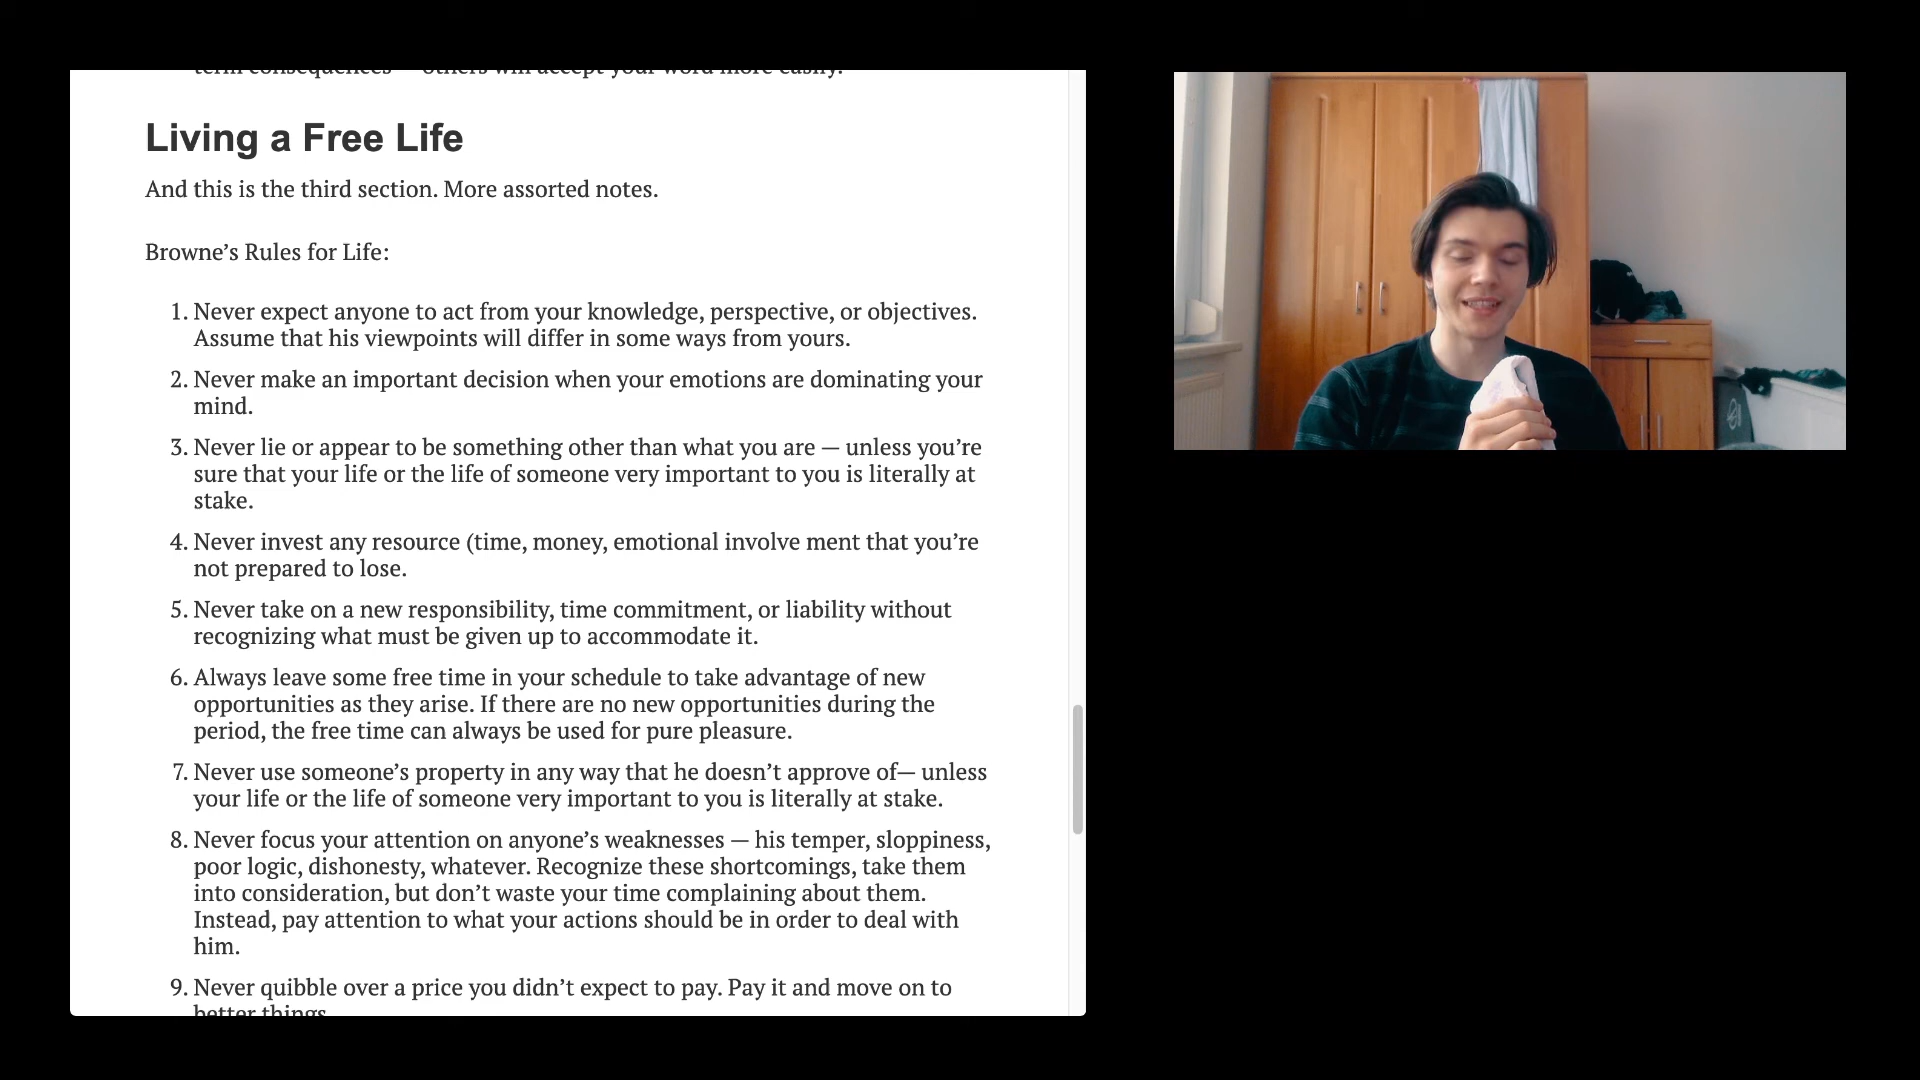 term consequences — others will accept your word more easily.
Living a Free Life
And this is the third section. More assorted notes.
Browne’s Rules for Life:
1. Never expect anyone to act from your knowledge, perspective, or objectives.
Assume that his viewpoints will differ in some ways from yours.
2. Never make an important decision when your emotions are dominating your
mind.
3. Never lie or appear to be something other than what you are — unless you’re
sure that your life or the life of someone very important to you is literally at
stake.
4. Never invest any resource (time, money, emotional involve ment that you’re
not prepared to lose.
5. Never take on a new responsibility, time commitment, or liability without
recognizing what must be given up to accommodate it.
6. Always leave some free time in your schedule to take advantage of new
opportunities as they arise. If there are no new opportunities during the
period, the free time can always be used for pure pleasure.
7. Never use someone’s property in any way that he doesn’t approve of— unless
your life or the life of someone very important to you is literally at stake.
8. Never focus your attention on anyone’s weaknesses — his temper, sloppiness,
poor logic, dishonesty, whatever. Recognize these shortcomings, take them
into consideration, but don’t waste your time complaining about them.
Instead, pay attention to what your actions should be in order to deal with
him.
9. Never quibble over a price you didn’t expect to pay. Pay it and move on to
better things.